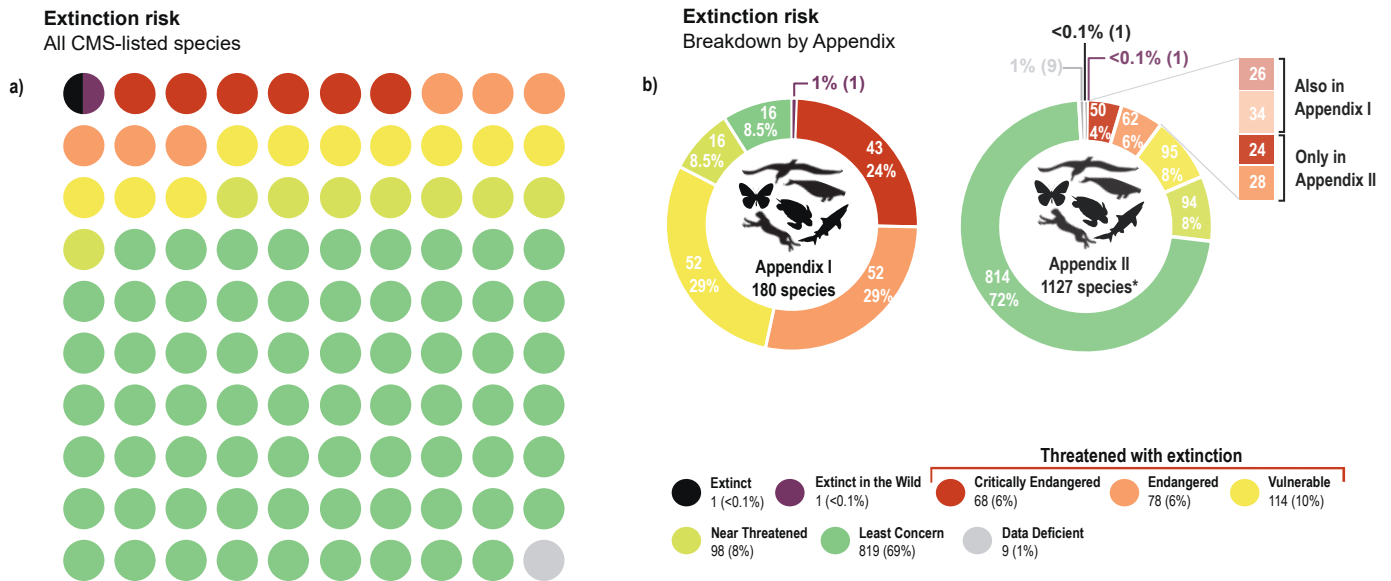 Extinction risk
All CMS-listed species
a)
Extinction risk
Breakdown by Appendix
b)
1% (1)
16
8.5%
16
8.5%
43
24%
52
29%
52
29%
Appendix I
180 species
<0.1% (1)
1% (9)
<0.1% (1)
50
4%
62
6%
95
8%
94
8%
814
72%
Appendix II
1127 species*
26
34
Also in
Appendix I
24
28
Only in
Appendix II
Threatened with extinction
Extinct
1 (<0.1%)
Extinct in the Wild
1 (<0.1%)
Critically Endangered
68 (6%)
Endangered
78 (6%)
Vulnerable
114 (10%)
Near Threatened
98 (8%)
Least Concern
819 (69%)
Data Deficient
9 (1%)